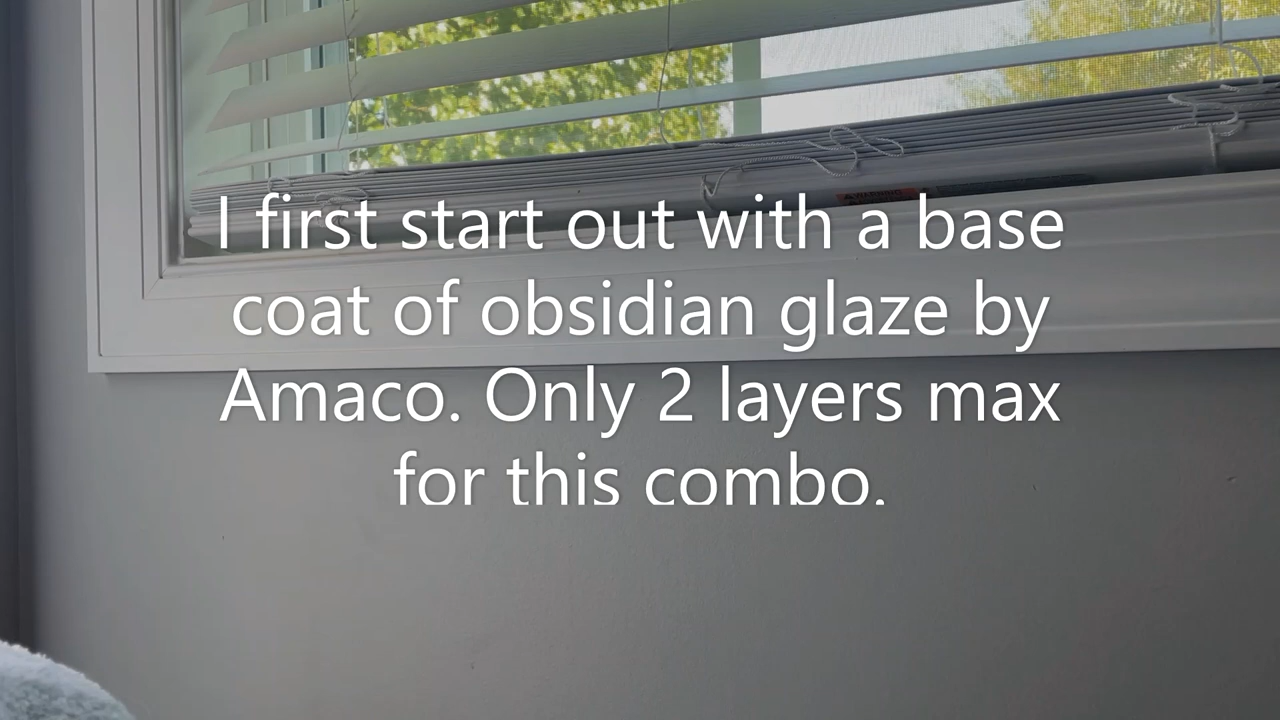 I first start out with a base
coat of obsidian glaze by
Amaco. Only 2 layers max
for this combo.